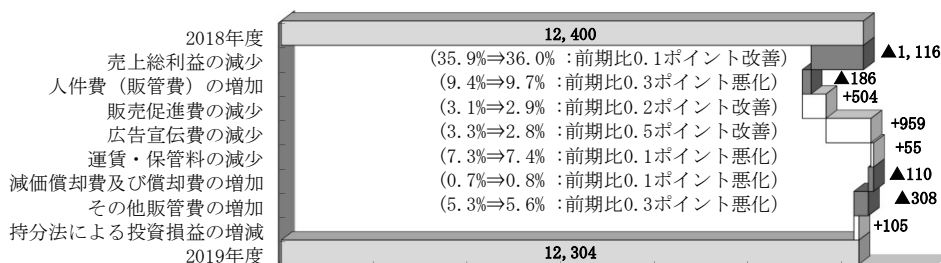 2018年度 12,400
売上総利益の減少 (35.9%⇒36.0% :前期比0.1ポイント改善) ▲1,116
人件費（販管費）の増加 (9.4%⇒9.7% :前期比0.3ポイント悪化) ▲186
販売促進費の減少 (3.1%⇒2.9% :前期比0.2ポイント改善) +504
広告宣伝費の減少 (3.3%⇒2.8% :前期比0.5ポイント改善) +959
運賃・保管料の減少 (7.3%⇒7.4% :前期比0.1ポイント悪化) +55
減価償却費及び償却費の増加 (0.7%⇒0.8% :前期比0.1ポイント悪化) ▲110
その他販管費の増加 (5.3%⇒5.6% :前期比0.3ポイント悪化) ▲308
持分法による投資損益の増減 +105
2019年度 12,304